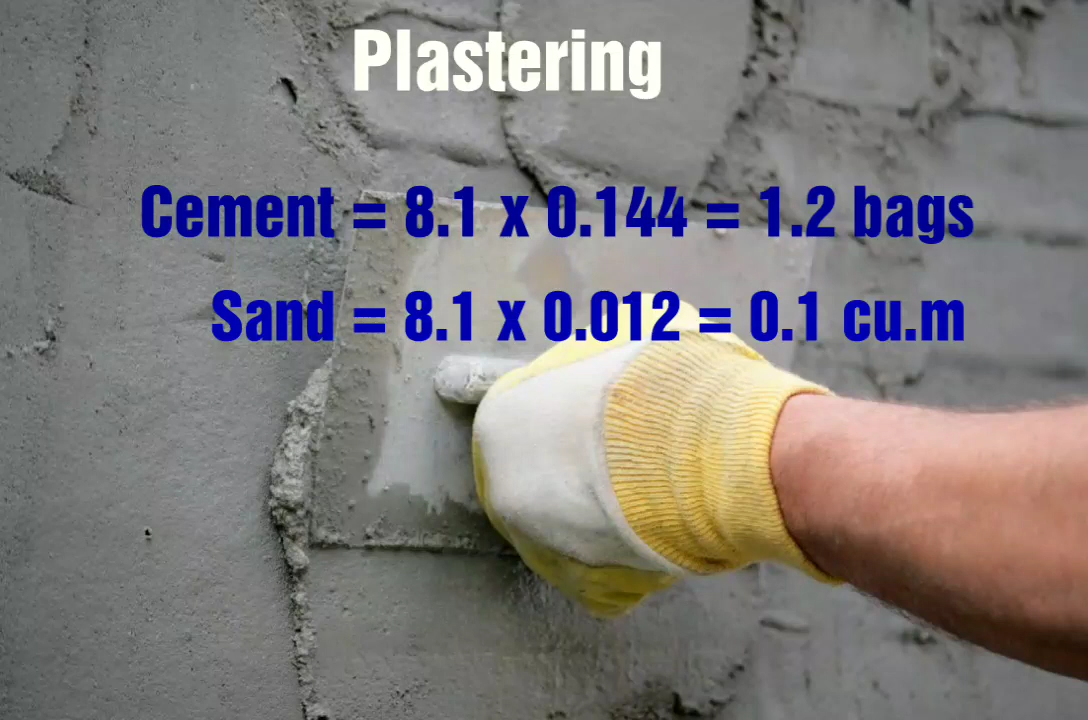 Plastering
Cement = 8.1 x 0.144 = 1.2 bags
Sand = 8.1 x 0.012 = 0.1 cu.m